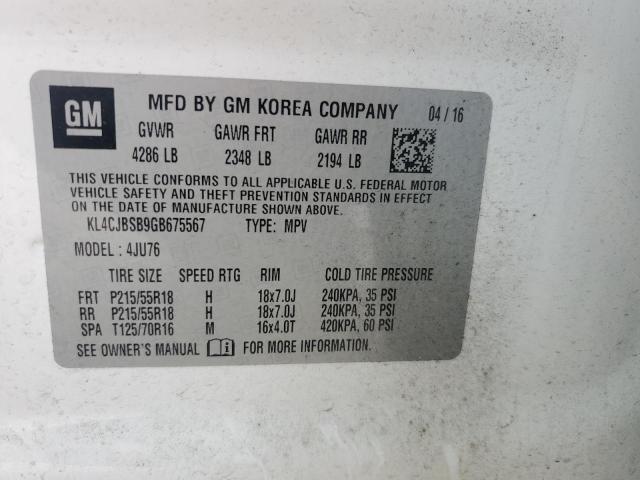 GM
MFD BY GM KOREA COMPANY 04 / 16
GVWR GAWR FRT GAWR RR
4286 LB 2348 LB 2194 LB
THIS VEHICLE CONFORMS TO ALL APPLICABLE U.S. FEDERAL MOTOR
VEHICLE SAFETY AND THEFT PREVENTION STANDARDS IN EFFECT
ON THE DATE OF MANUFACTURE SHOWN ABOVE.
KL4CJBSB9GB675567 TYPE: MPV
MODEL : 4JU76
TIRE SIZE SPEED RTG RIM COLD TIRE PRESSURE
FRT P215/55R18 H 18x7.0J 240KPA, 35 PSI
RR P215/55R18 H 18x7.0J 240KPA, 35 PSI
SPA T125/70R16 M 16x4.0T 420KPA, 60 PSI
SEE OWNER'S MANUAL FOR MORE INFORMATION.